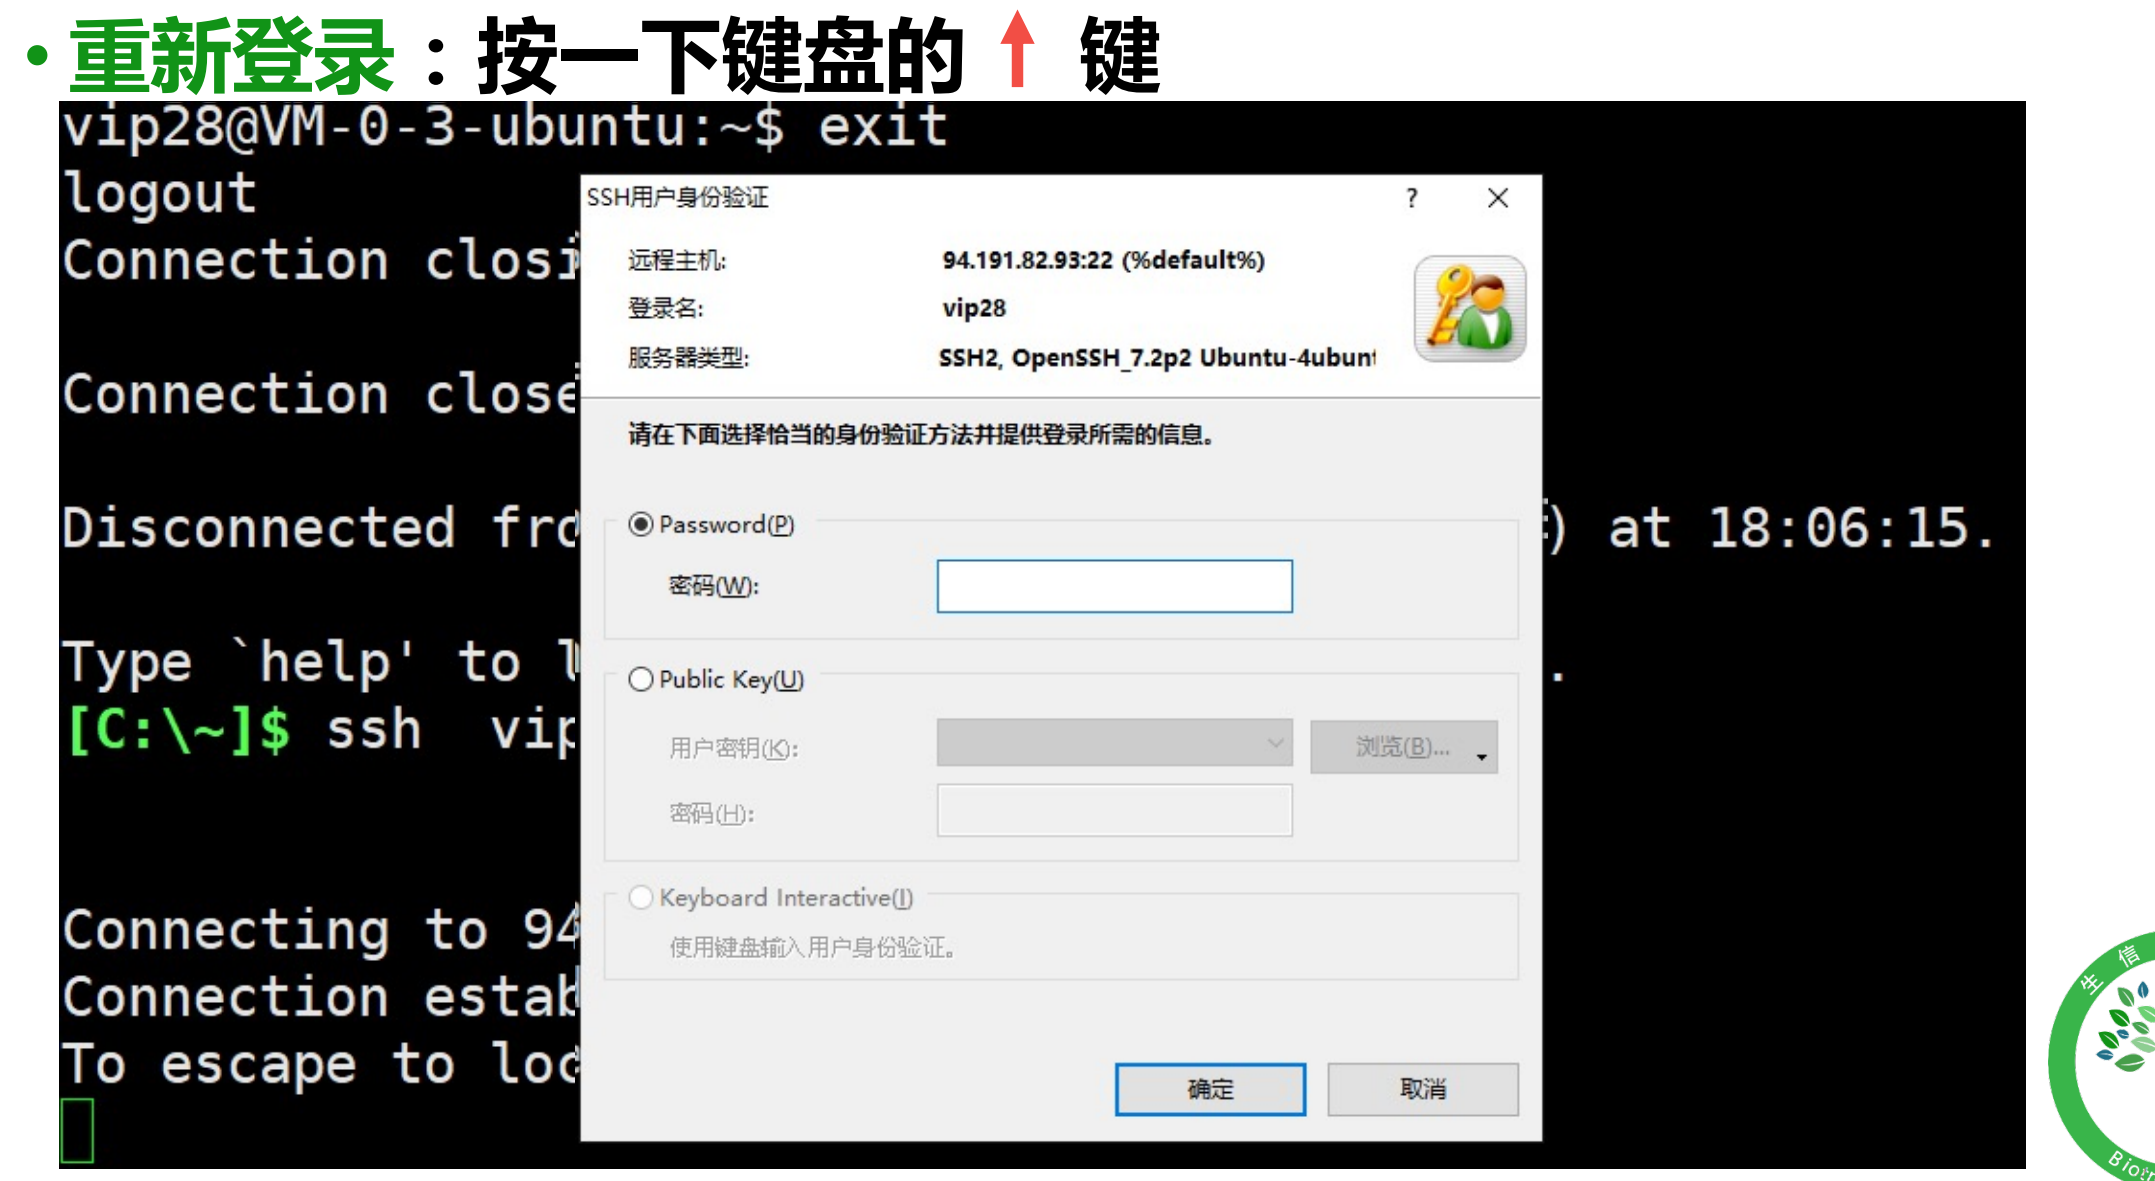 • 重新登录：按一下键盘的 ↑ 键
vip28@VM-0-3-ubuntu:~$ exit
logout
Connection closi
Connection close
Disconnected fro
) at 18:06:15.
Type `help' to l
.
[C:\~]$ ssh  vip
Connecting to 94
Connection estab
To escape to loc
SSH用户身份验证
?
远程主机:
94.191.82.93:22 (%default%)
登录名:
vip28
服务器类型:
SSH2, OpenSSH_7.2p2 Ubuntu-4ubunt
请在下面选择恰当的身份验证方法并提供登录所需的信息。
Password(P)
密码(W):
Public Key(U)
用户密钥(K):
浏览(B)...
密码(H):
Keyboard Interactive(I)
使用键盘输入用户身份验证。
确定
取消
生 信